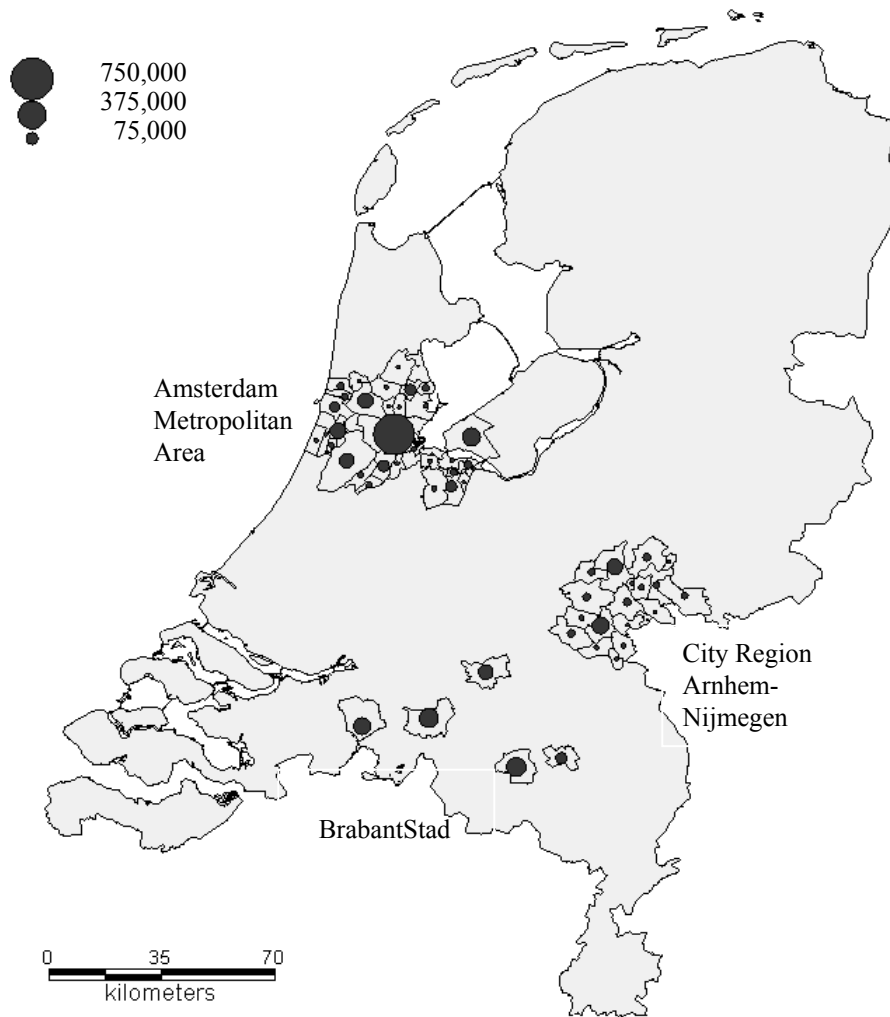 750,000
375,000
75,000
Amsterdam
Metropolitan
Area
City Region
Arnhem-
Nijmegen
BrabantStad
0 35 70
kilometers